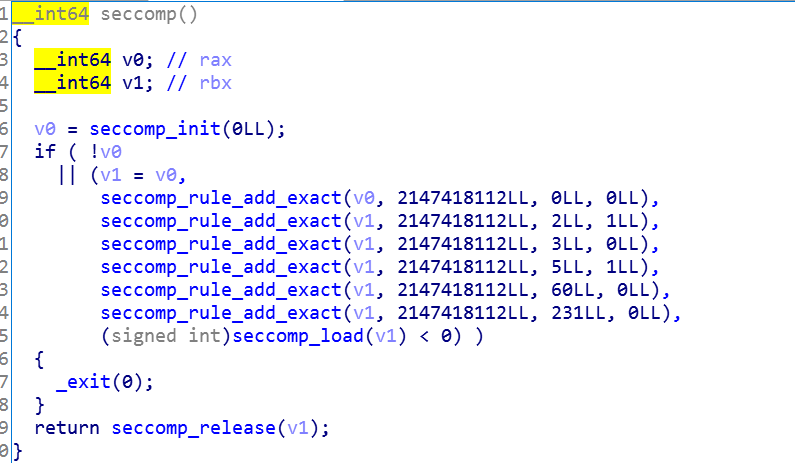 1 __int64 seccomp()
2 {
3   __int64 v0; // rax
4   __int64 v1; // rbx
5
6   v0 = seccomp_init(0LL);
7   if ( !v0
8     || (v1 = v0,
9         seccomp_rule_add_exact(v0, 2147418112LL, 0LL, 0LL),
0         seccomp_rule_add_exact(v1, 2147418112LL, 2LL, 1LL),
1         seccomp_rule_add_exact(v1, 2147418112LL, 3LL, 0LL),
2         seccomp_rule_add_exact(v1, 2147418112LL, 5LL, 1LL),
3         seccomp_rule_add_exact(v1, 2147418112LL, 60LL, 0LL),
4         seccomp_rule_add_exact(v1, 2147418112LL, 231LL, 0LL),
5         (signed int)seccomp_load(v1) < 0) )
6   {
7     _exit(0);
8   }
9   return seccomp_release(v1);
0 }